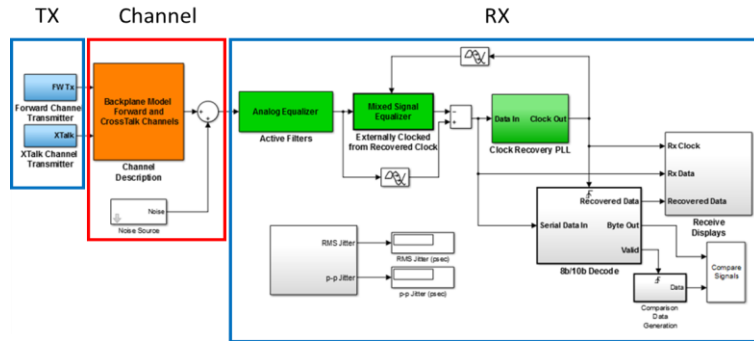 TX
Channel
RX
FW Tx
Forward Channel
Transmitter
XTalk
XTalk Channel
Transmitter
Backplane Model
Forward and
CrossTalk Channels
Channel
Description
Noise
Noise Source
Analog Equalizer
Active Filters
Mixed Signal
Equalizer
Externally Clocked
from Recovered Clock
Data In
Clock Out
Clock Recovery PLL
Rx Clock
Rx Data
Recovered Data
Receive
Displays
Recovered Data
Serial Data In
Byte Out
Valid
8b/10b Decode
RMS Jitter
RMS Jitter (psec)
p-p Jitter
p-p Jitter (psec)
Data
Comparison
Data
Generation
Compare
Signals